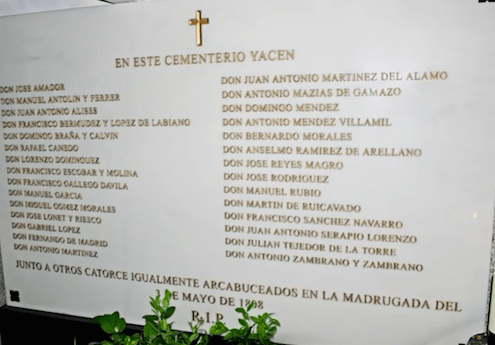 EN ESTE CEMENTERIO YACEN
DON JOSE AMADOR
DON MANUEL ANTOLIN y FERRER
DON JUAN ANTONIO ALISES
DON FRANCISCO BERMUDEZ y LOPEZ DE LABIANO
DON DOMINGO BRAÑA y CALVIN
DON RAFAEL CANEDO
DON LORENZO DOMINGUEZ
DON FRANCISCO ESCOBAR y MOLINA
DON FRANCISCO GALLEGO DAVILA
DON MANUEL GARCIA
DON MIGUEL GOMEZ MORALES
DON JOSE LONET y RIESCO
DON GABRIEL LOPEZ
DON FERNANDO DE MADRID
DON ANTONIO MARTINEZ
DON JUAN ANTONIO MARTINEZ DEL ALAMO
DON ANTONIO MAZIAS DE GAMAZO
DON DOMINGO MENDEZ
DON ANTONIO MENDEZ VILLAMIL
DON BERNARDO MORALES
DON ANSELMO RAMIREZ DE ARELLANO
DON JOSE REYES MAGRO
DON JOSE RODRIGUEZ
DON MANUEL RUBIO
DON MARTIN DE RUICAVADO
DON FRANCISCO SANCHEZ NAVARRO
DON JUAN ANTONIO SERAPIO LORENZO
DON JULIAN TEJEDOR DE LA TORRE
DON ANTONIO ZAMBRANO y ZAMBRANO
JUNTO A OTROS CATORCE IGUALMENTE ARCABUCEADOS EN LA MADRUGADA DEL
3 DE MAYO DE 1808
R.I.P.